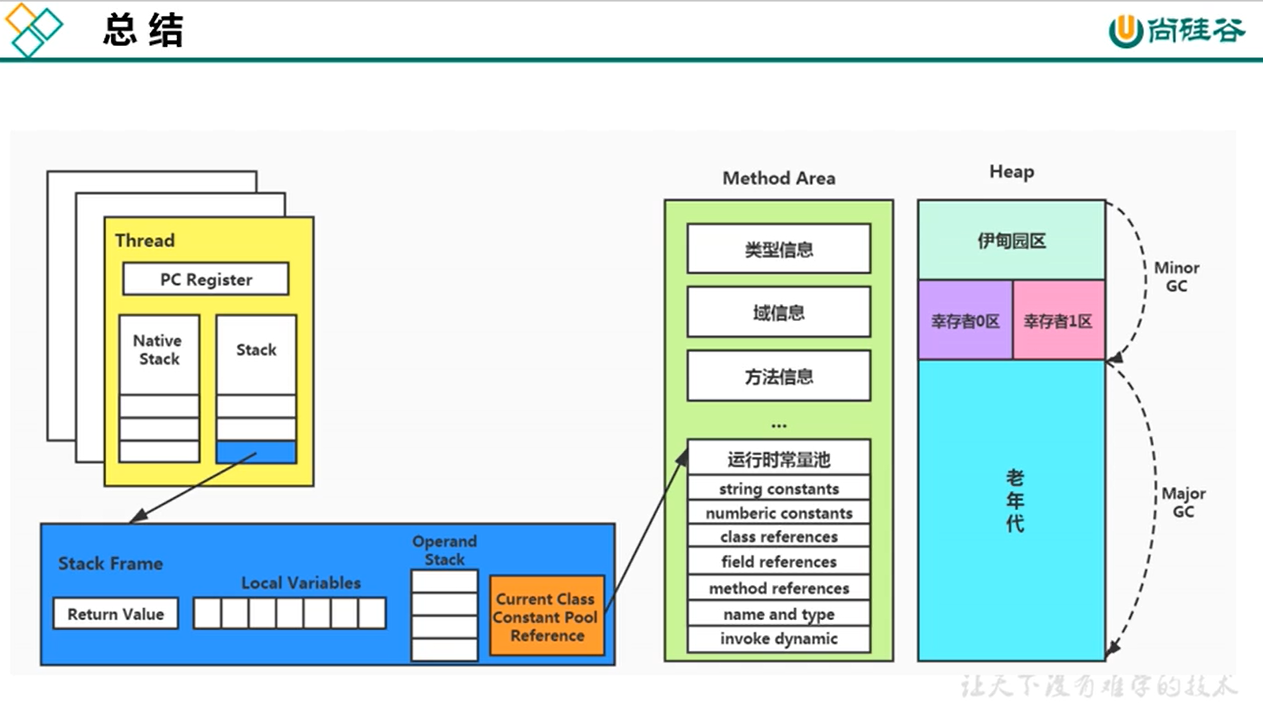 总结
尚硅谷
Thread
PC Register
Native
Stack
Stack
Stack Frame
Return Value
Local Variables
Operand
Stack
Current Class
Constant Pool
Reference
Method Area
类型信息
域信息
方法信息
...
运行时常量池
string constants
numberic constants
class references
field references
method references
name and type
invoke dynamic
Heap
伊甸园区
幸存者0区
幸存者1区
老
年
代
Minor
GC
Major
GC
让天下没有难学的技术